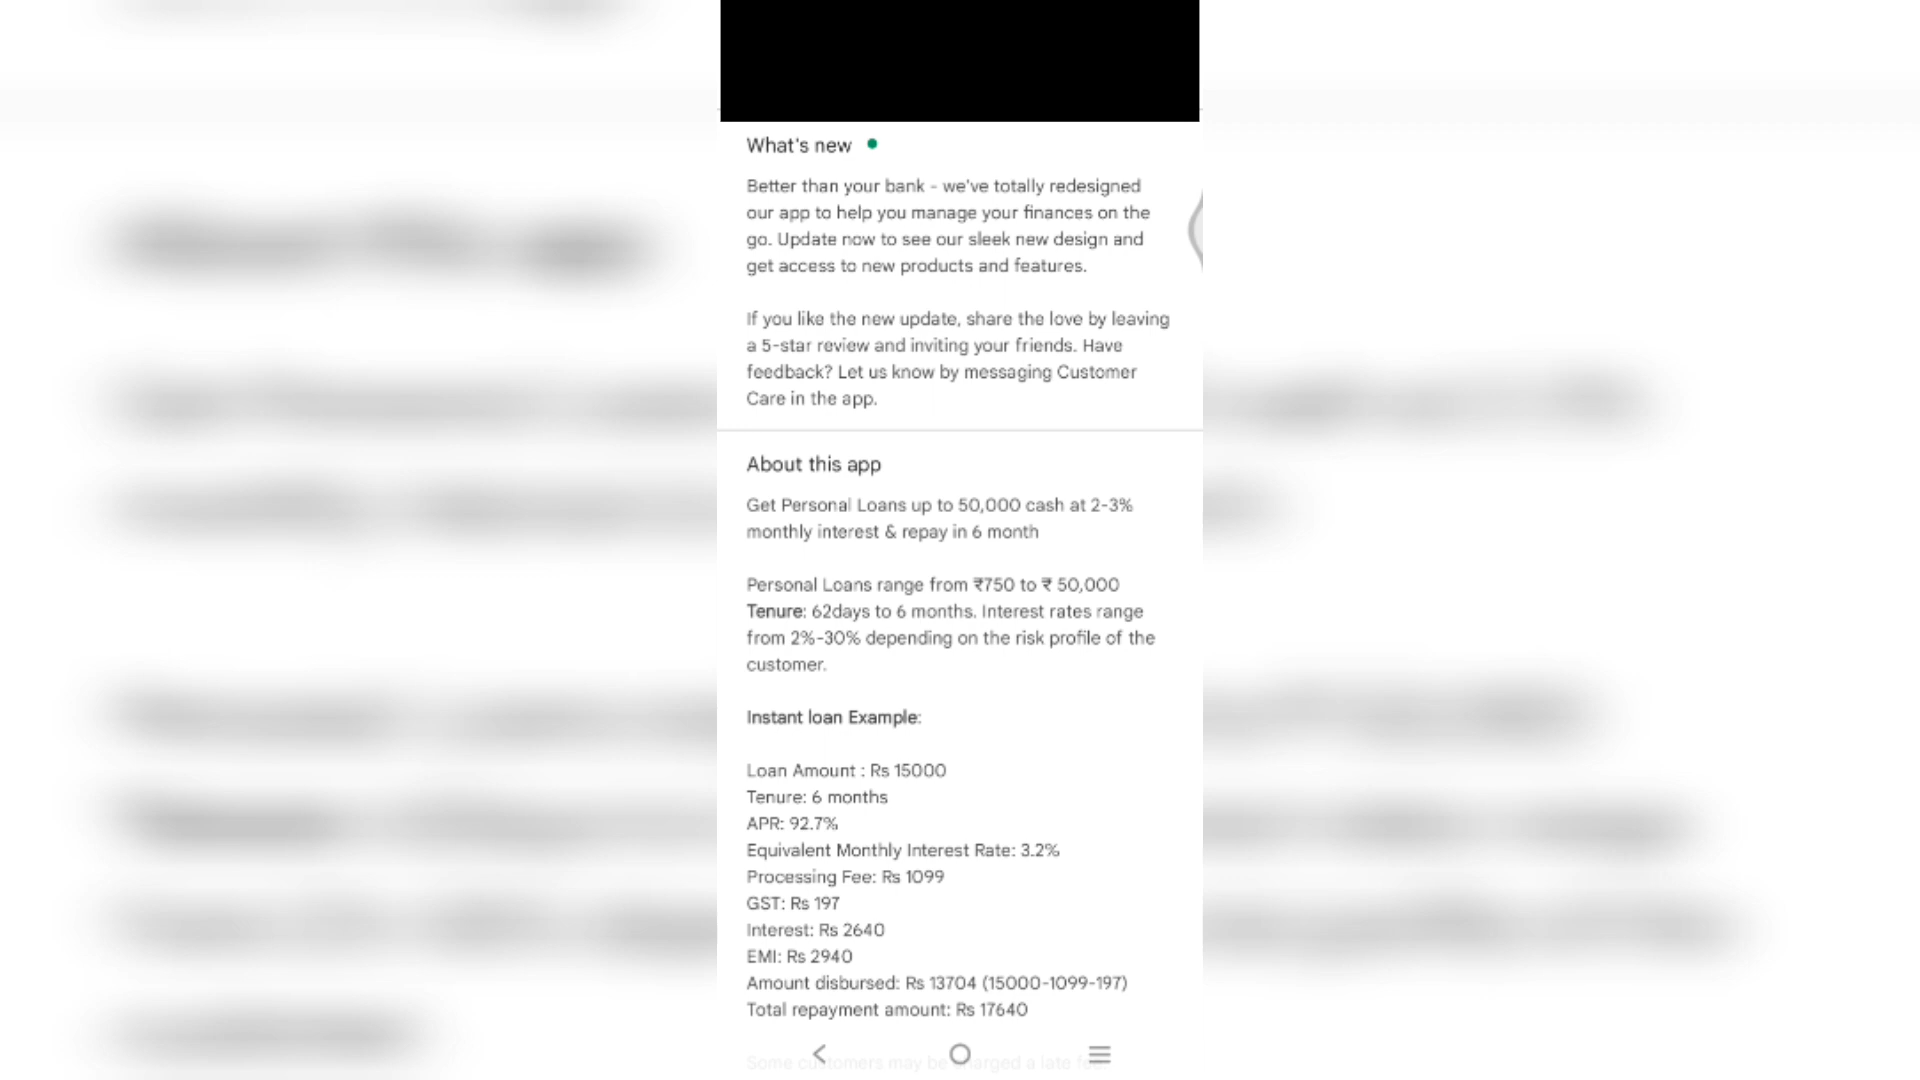 What's new
Better than your bank - we've totally redesigned
our app to help you manage your finances on the
go. Update now to see our sleek new design and
get access to new products and features.
If you like the new update, share the love by leaving
a 5-star review and inviting your friends. Have
feedback? Let us know by messaging Customer
Care in the app.
About this app
Get Personal Loans up to 50,000 cash at 2-3%
monthly interest & repay in 6 month
Personal Loans range from ₹750 to ₹ 50,000
Tenure: 62days to 6 months. Interest rates range
from 2%-30% depending on the risk profile of the
customer.
Instant loan Example:
Loan Amount : Rs 15000
Tenure: 6 months
APR: 92.7%
Equivalent Monthly Interest Rate: 3.2%
Processing Fee: Rs 1099
GST: Rs 197
Interest: Rs 2640
EMI: Rs 2940
Amount disbursed: Rs 13704 (15000-1099-197)
Total repayment amount: Rs 17640
Some customers may be charged a late fee.